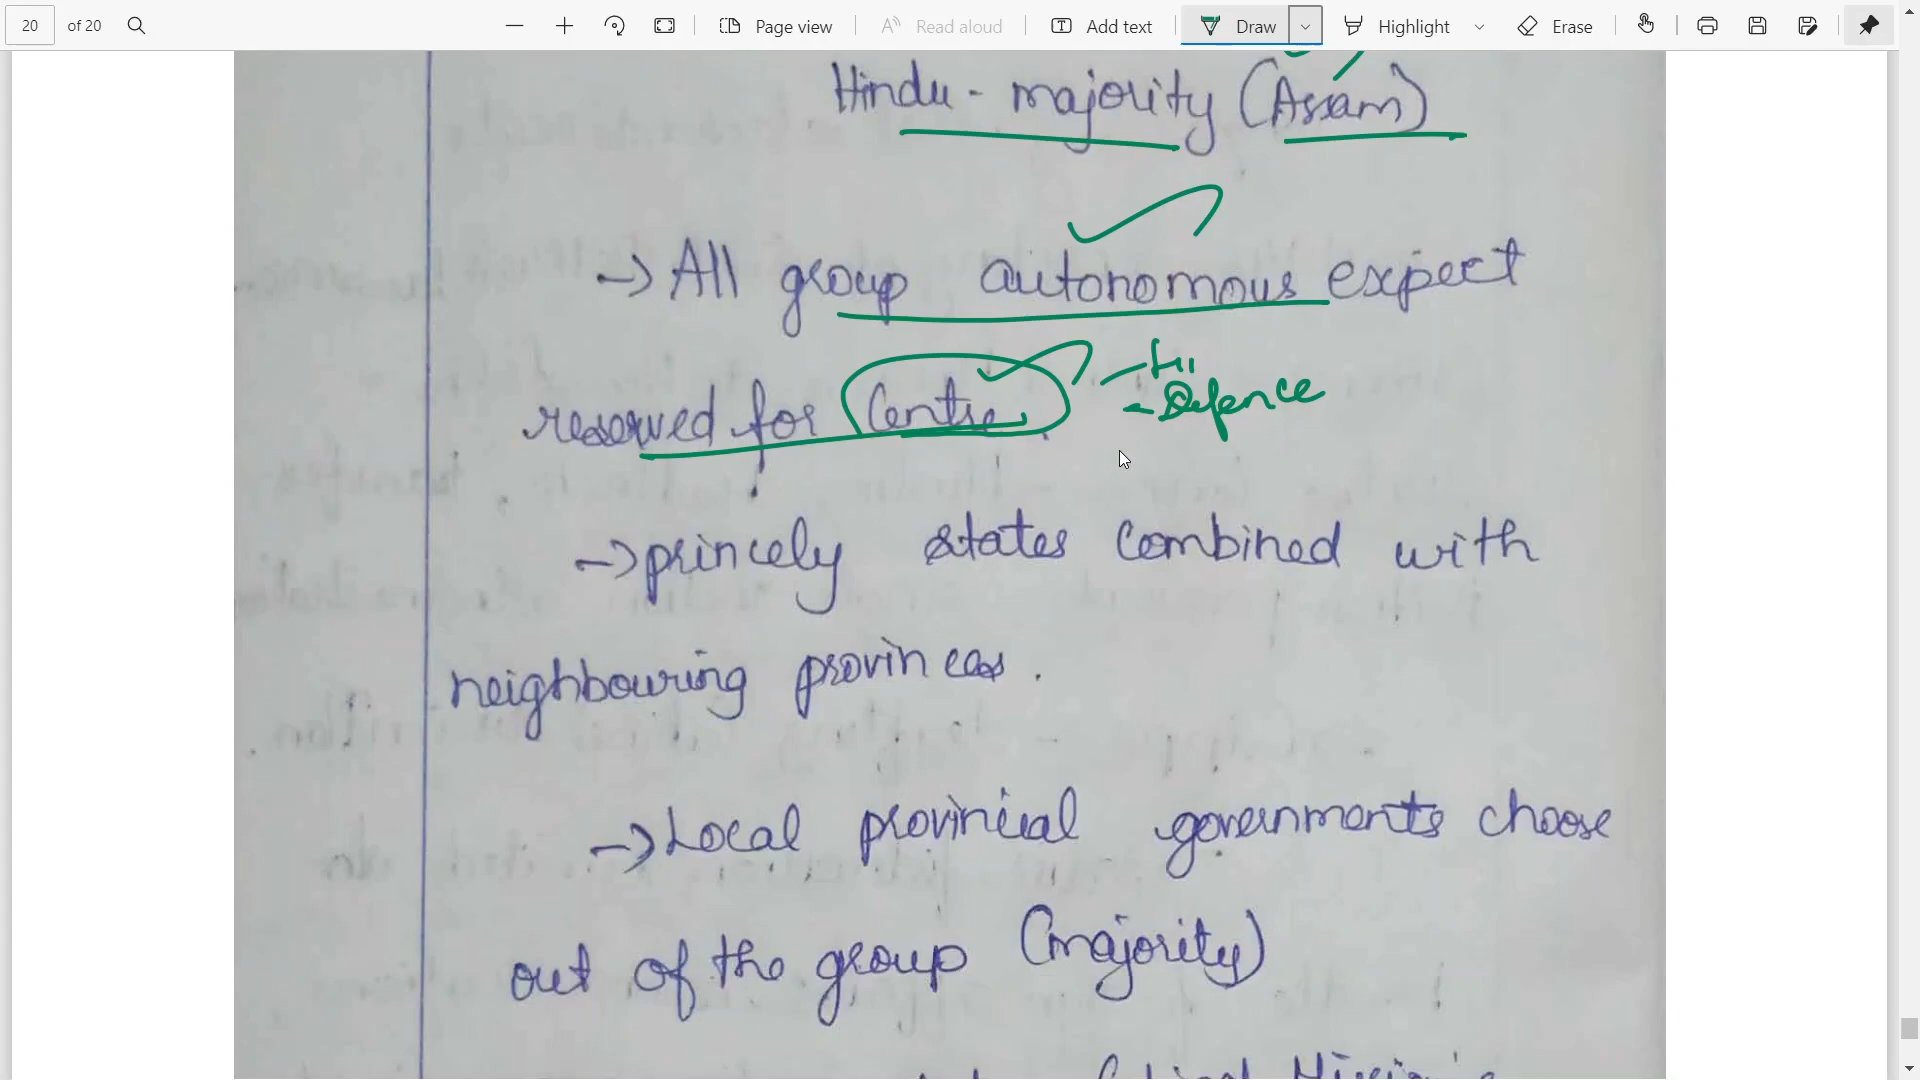 20 of 20 Page view Read aloud Add text Draw Highlight Erase
Hindu - majority (Assam)
→ All group autonomous expect
reserved for Centre.
- Defence
→ princely states combined with
neighbouring provinces.
→ Local provincial governments choose
out of the group (majority)